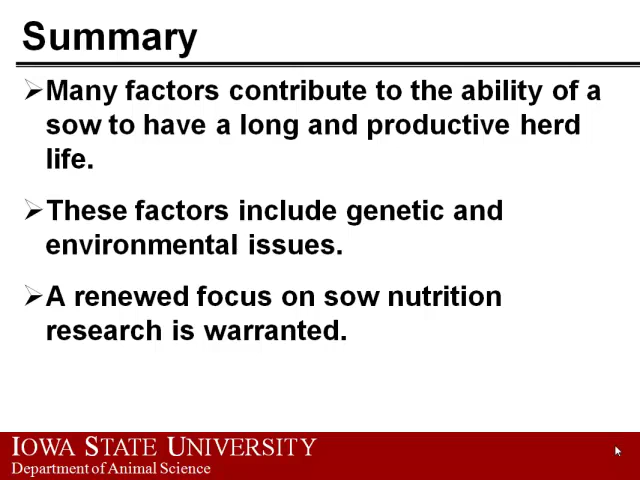 Summary
Many factors contribute to the ability of a
sow to have a long and productive herd
life.
These factors include genetic and
environmental issues.
A renewed focus on sow nutrition
research is warranted.
IOWA STATE UNIVERSITY
Department of Animal Science